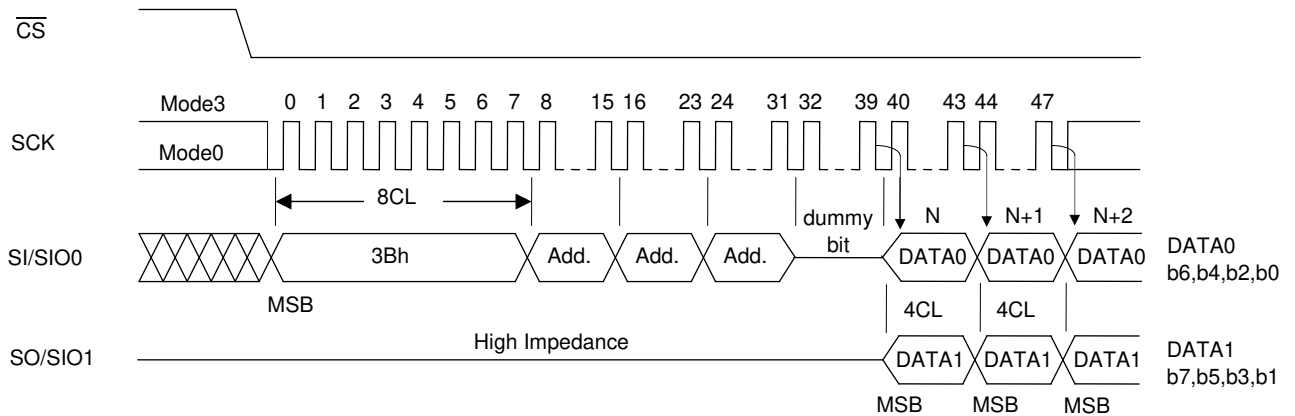 CS
Mode3 0 1 2 3 4 5 6 7 8 15 16 23 24 31 32 39 40 43 44 47
SCK
Mode0
8CL
dummy
bit
N N+1 N+2
SI/SIO0 3Bh Add. Add. Add. DATA0 DATA0 DATA0
DATA0
b6,b4,b2,b0
MSB
4CL 4CL
High Impedance
SO/SIO1 DATA1 DATA1 DATA1
DATA1
b7,b5,b3,b1
MSB MSB MSB